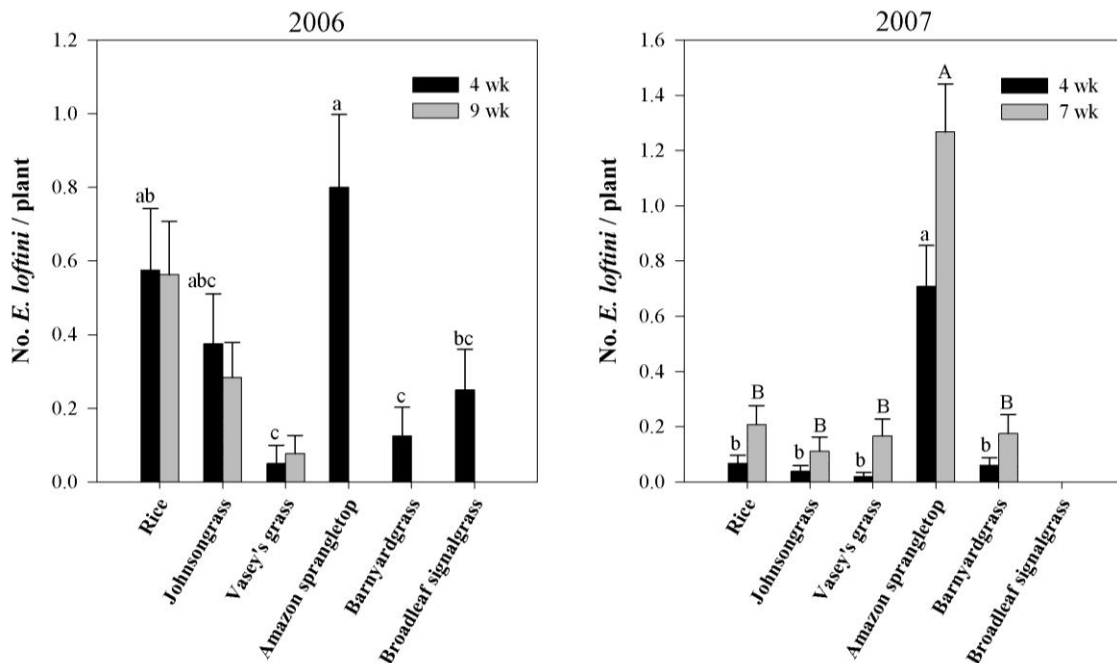 2006
1.2
1.0
0.8
0.6
0.4
0.2
0.0
No. E. loftini / plant
4 wk
9 wk
ab
abc
c
a
c
bc
Rice
Johnsongrass
Vasey's grass
Amazon sprangletop
Barnyardgrass
Broadleaf signalgrass
2007
1.6
1.4
1.2
1.0
0.8
0.6
0.4
0.2
0.0
No. E. loftini / plant
4 wk
7 wk
b
B
b
B
b
B
a
A
b
B
Rice
Johnsongrass
Vasey's grass
Amazon sprangletop
Barnyardgrass
Broadleaf signalgrass